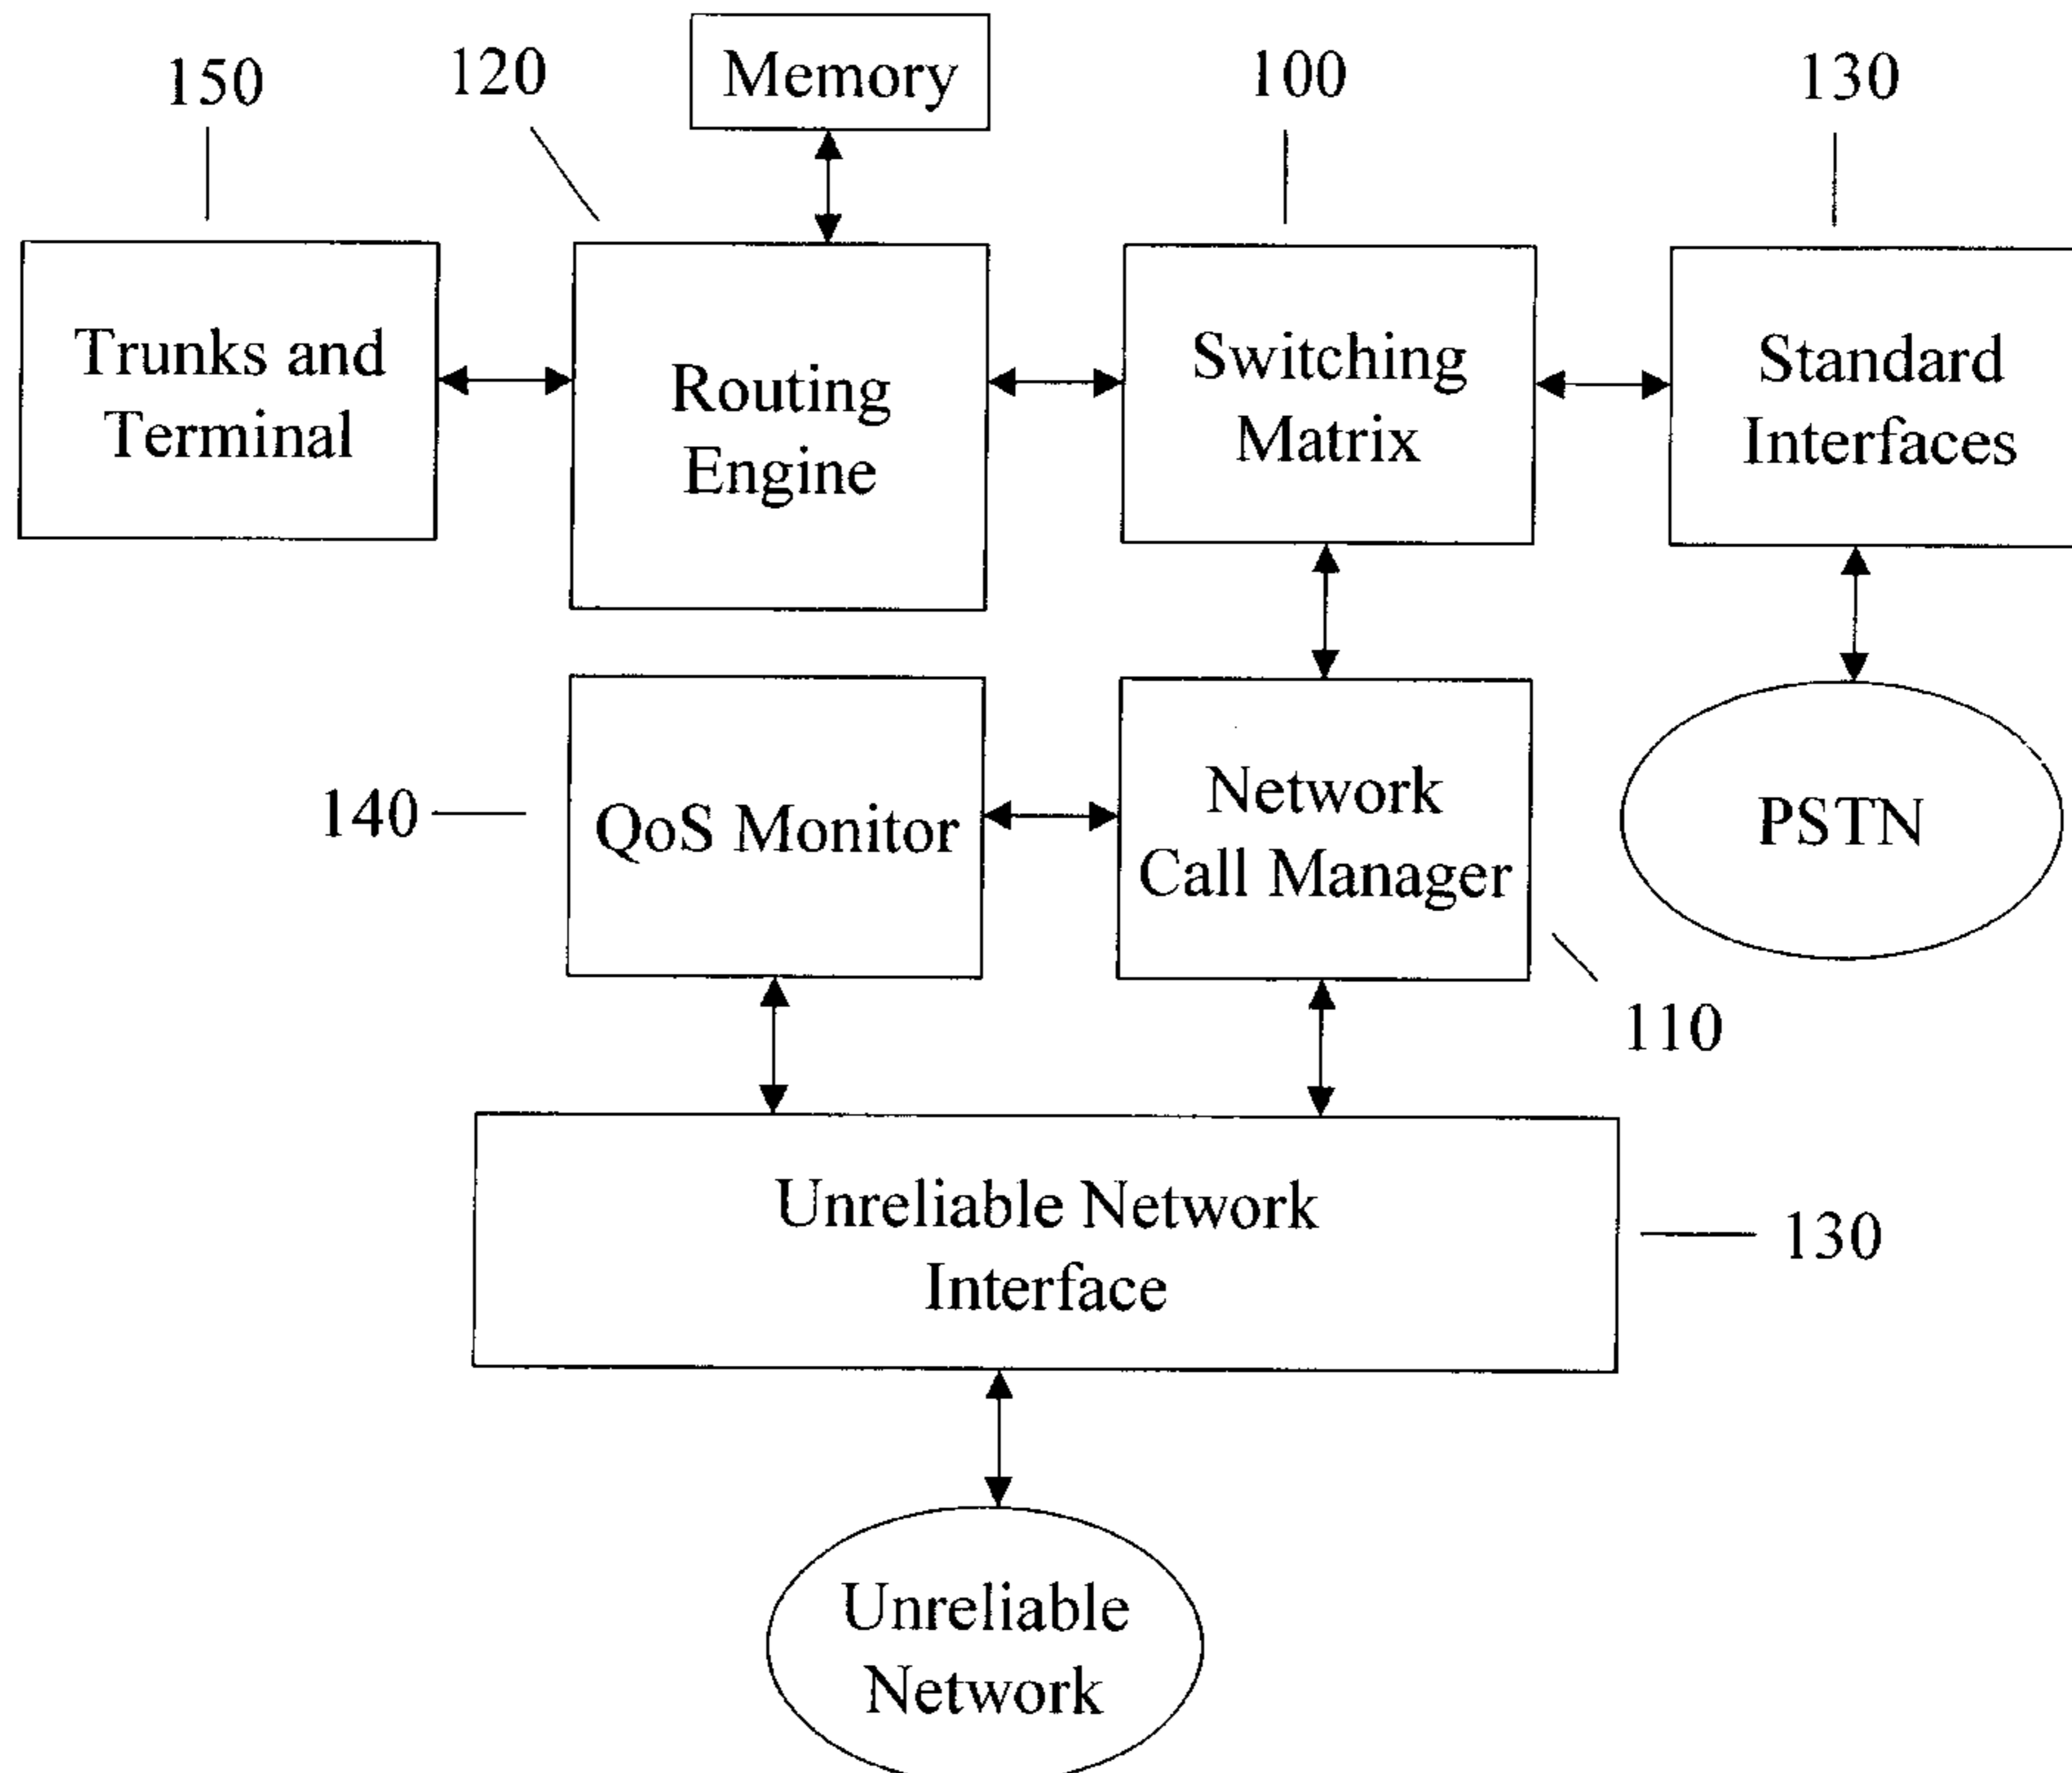 150
120
Memory
100
130
Trunks and
Terminal
Routing
Engine
Switching
Matrix
Standard
Interfaces
140
QoS Monitor
Network
Call Manager
PSTN
110
Unreliable Network
Interface
130
Unreliable
Network